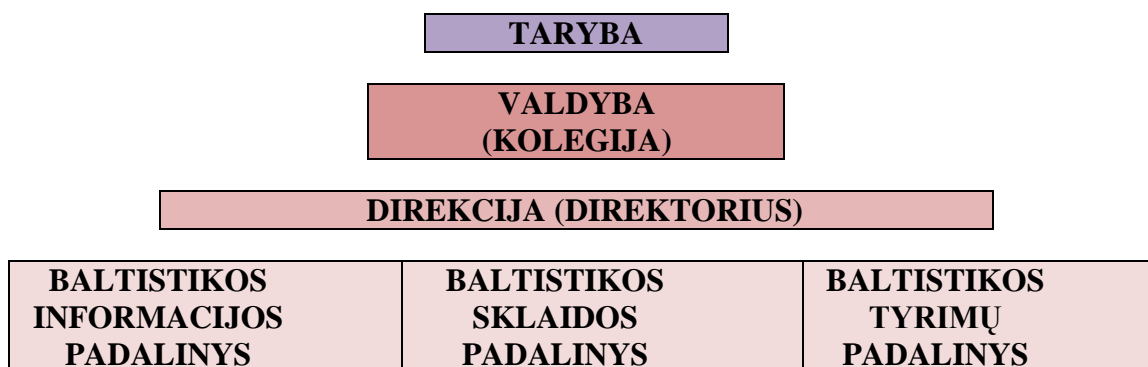 TARYBA
VALDYBA
(KOLEGIJA)
DIREKCIJA (DIREKTORIUS)
BALTISTIKOS
INFORMACIJOS
PADALINYS
BALTISTIKOS
SKLAIDOS
PADALINYS
BALTISTIKOS
TYRIMŲ
PADALINYS